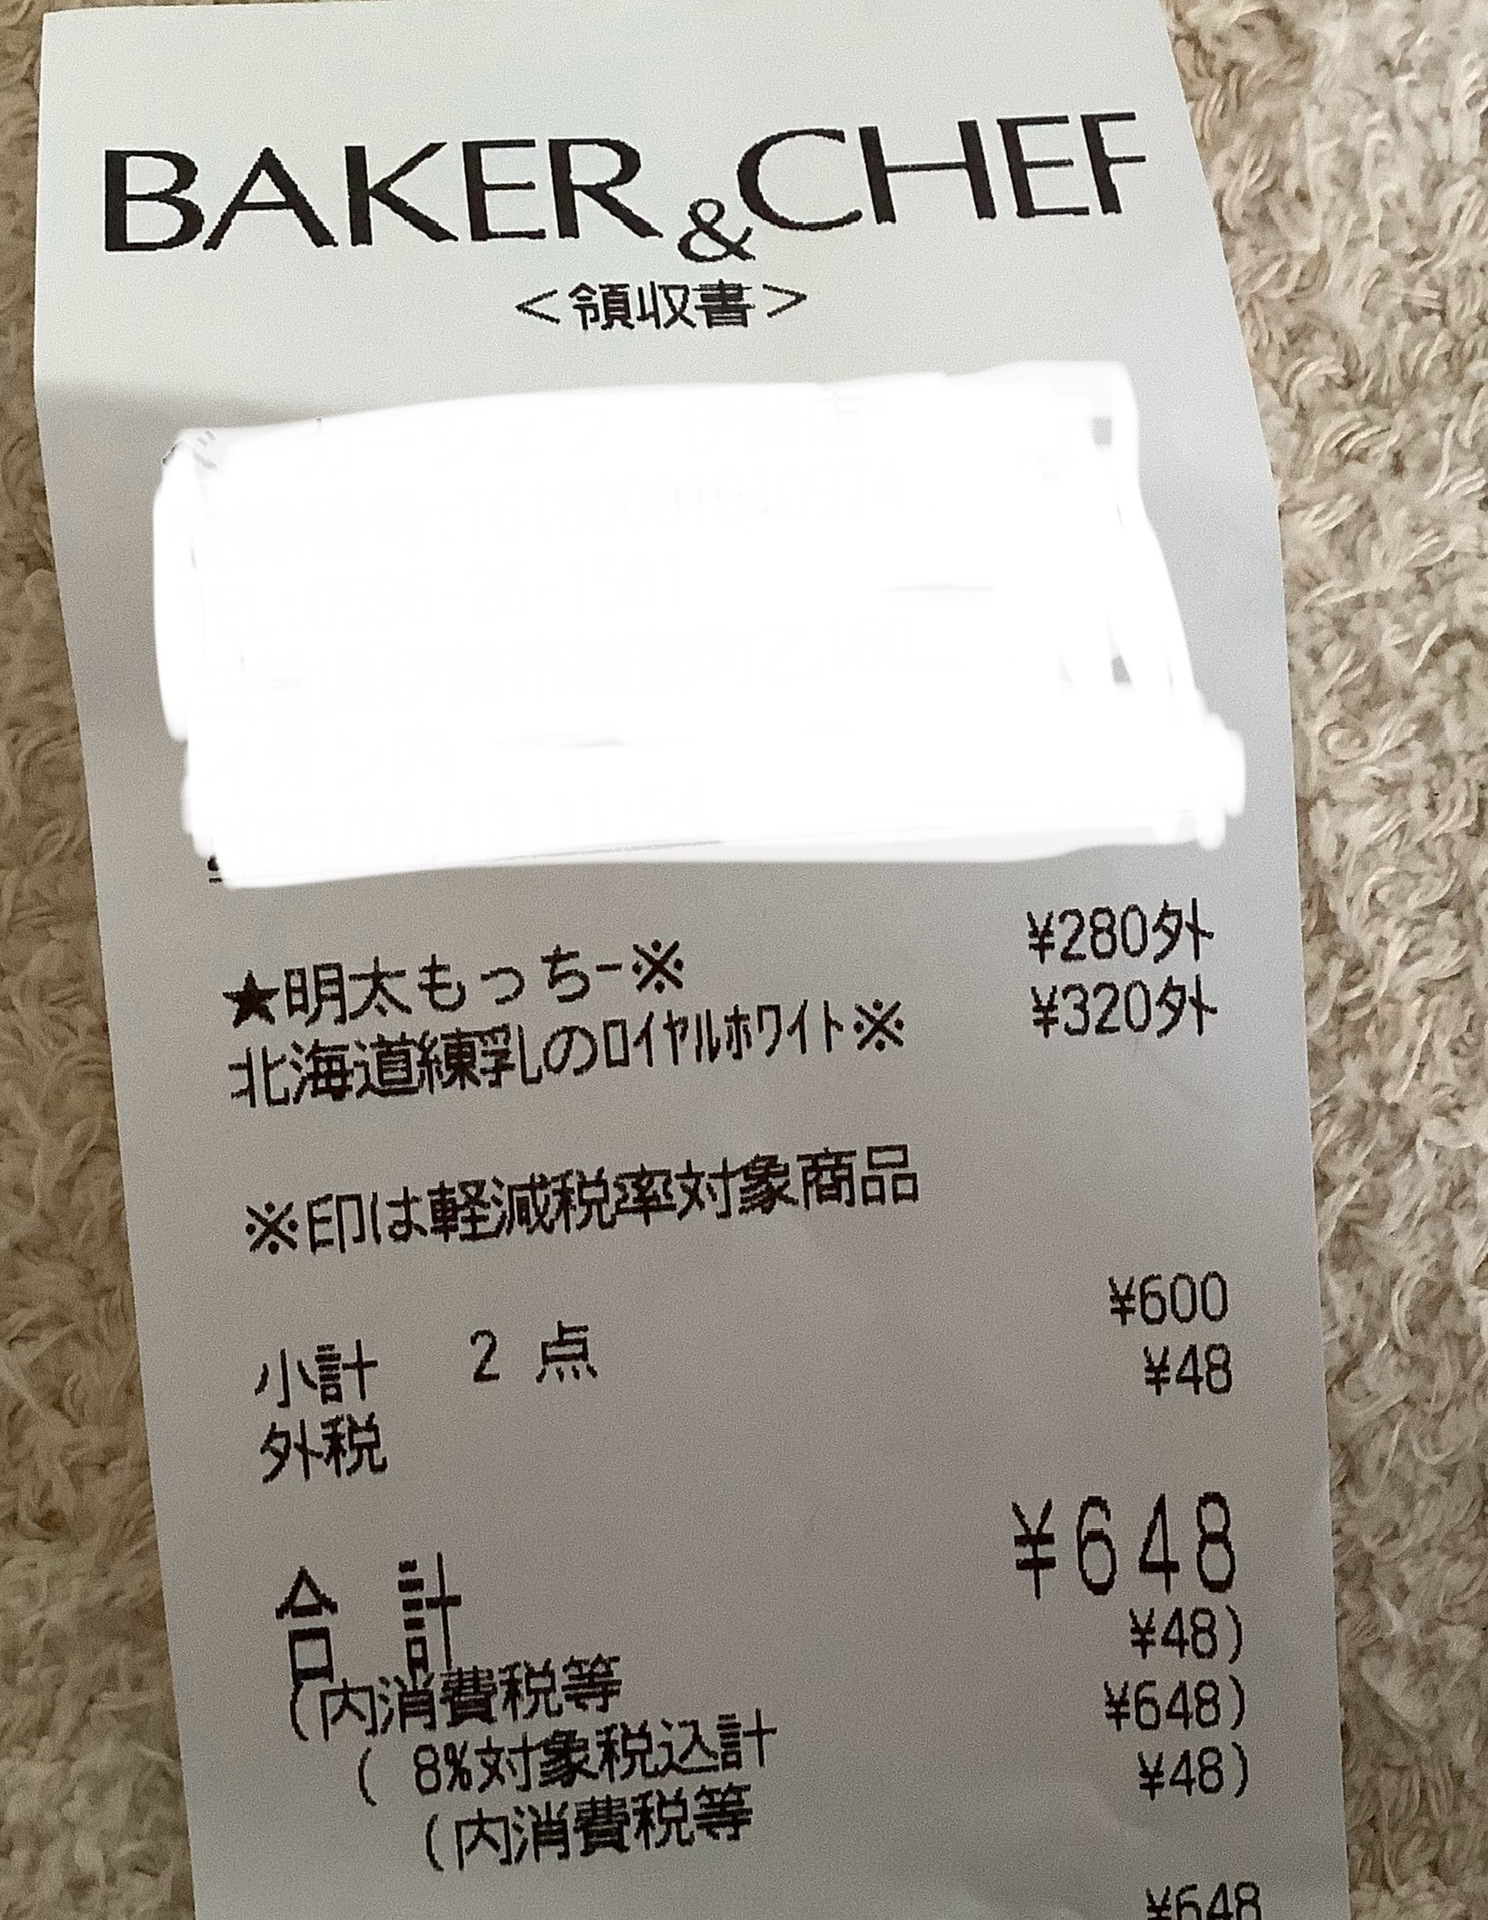 BAKER & CHEF
<領収書>
★明太もっちー※ ¥280外
北海道練乳のﾛｲﾔﾙﾎﾜｲﾄ※ ¥320外
※印は軽減税率対象商品
小計 2 点 ¥600
外税 ¥48
合 計 ¥648
(内消費税等 ¥48)
( 8%対象税込計 ¥648)
(内消費税等 ¥48)
¥648